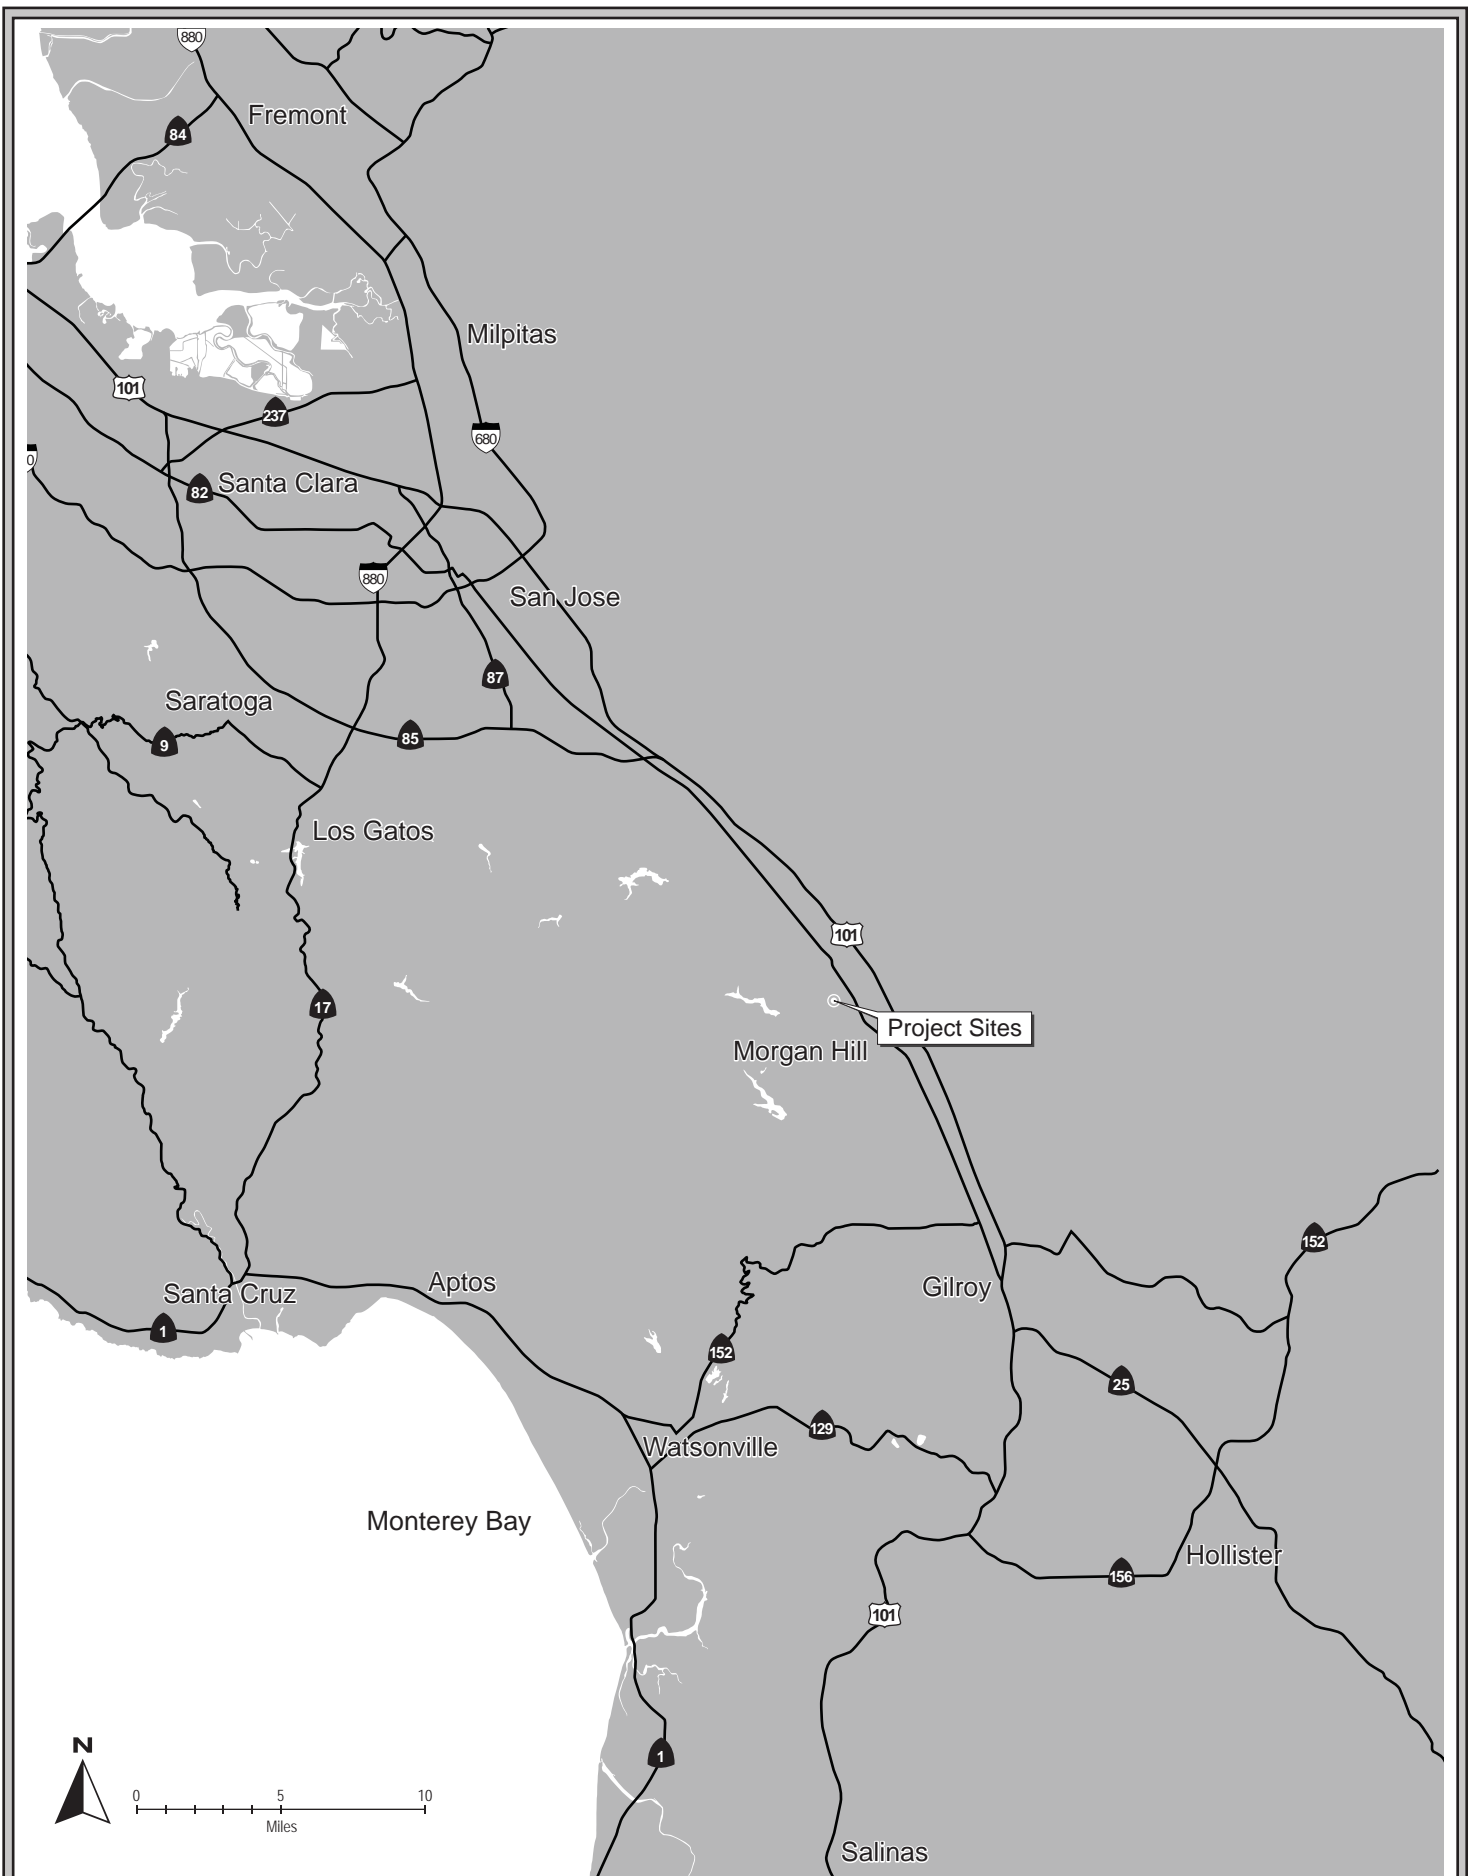 880
Fremont
84
Milpitas
101
237
680
0
Santa Clara
82
880
San Jose
87
Saratoga
9
85
Los Gatos
101
17
Project Sites
Morgan Hill
152
Aptos
Gilroy
Santa Cruz
1
152
25
129
Watsonville
Monterey Bay
Hollister
156
101
N
1
0 5 10
Miles
Salinas